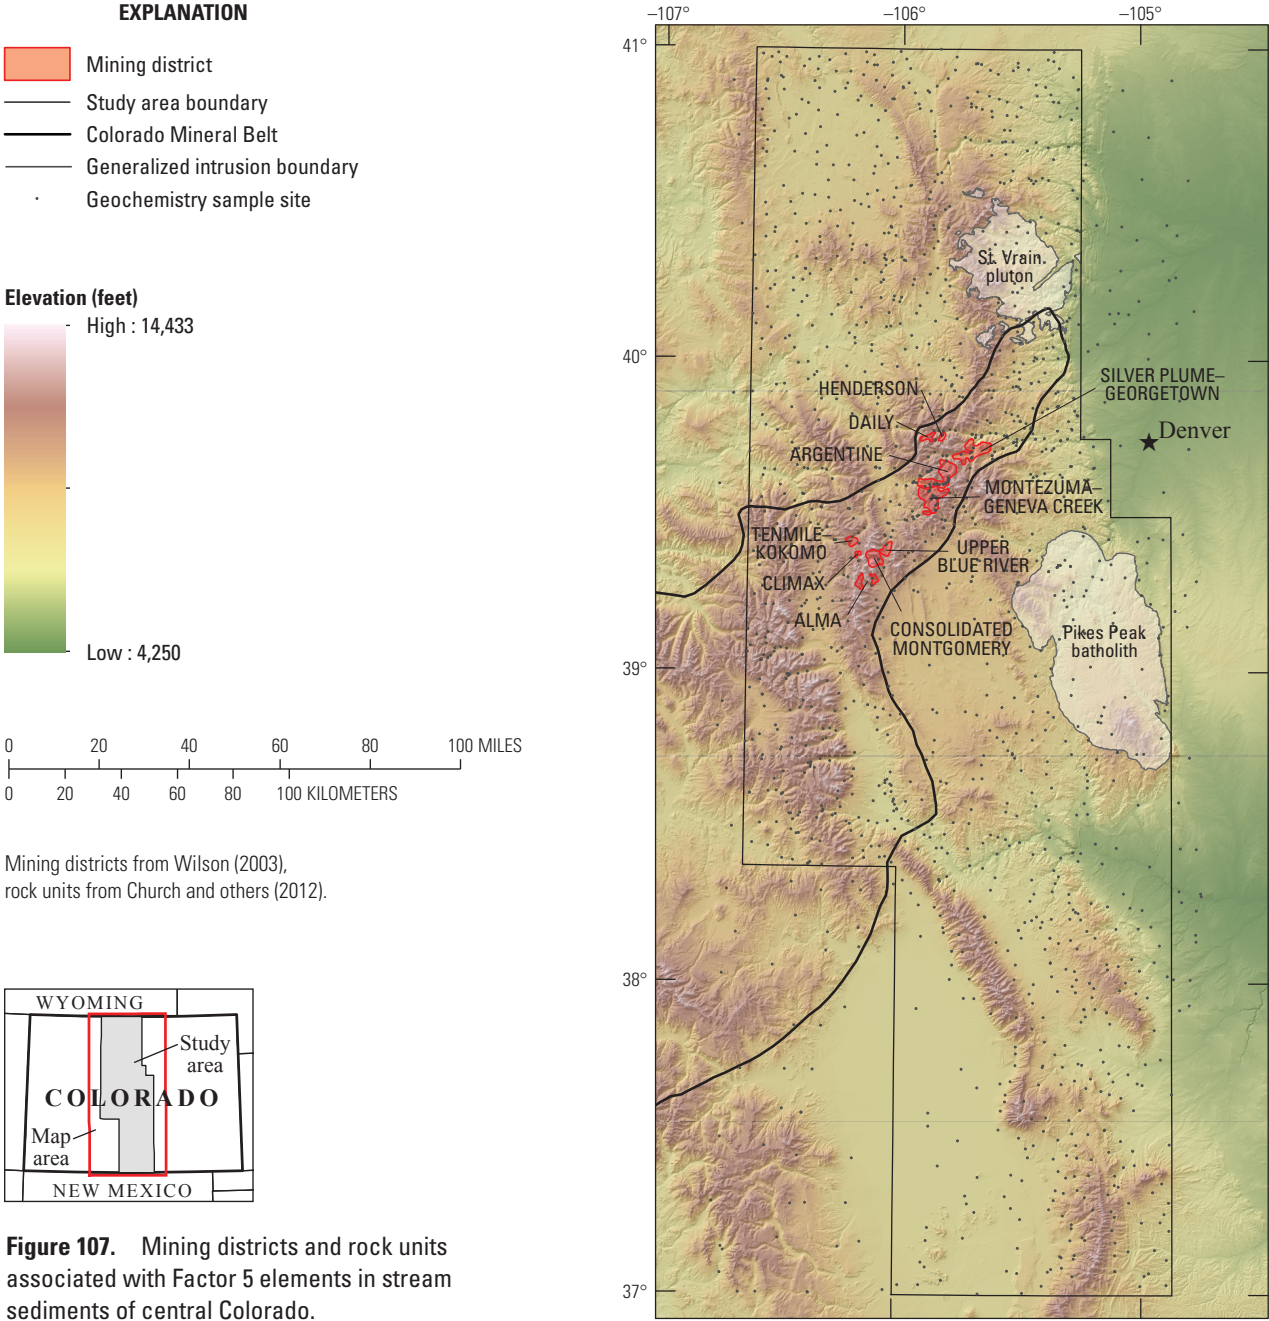 EXPLANATION
Mining district
Study area boundary
Colorado Mineral Belt
Generalized intrusion boundary
Geochemistry sample site
Elevation (feet)
High : 14,433
Low : 4,250
0 20 40 60 80 100 MILES
0 20 40 60 80 100 KILOMETERS
Mining districts from Wilson (2003),
rock units from Church and others (2012).
WYOMING
Study
area
COLORADO
Map
area
NEW MEXICO
Figure 107. Mining districts and rock units
associated with Factor 5 elements in stream
sediments of central Colorado.
–107° –106° –105°
41°
40°
39°
38°
37°
St. Vrain
pluton
HENDERSON
SILVER PLUME–
GEORGETOWN
DAILY
Denver
ARGENTINE
MONTEZUMA–
GENEVA CREEK
TENMILE–
KOKOMO
UPPER
BLUE RIVER
CLIMAX
ALMA
CONSOLIDATED
MONTGOMERY
Pikes Peak
batholith